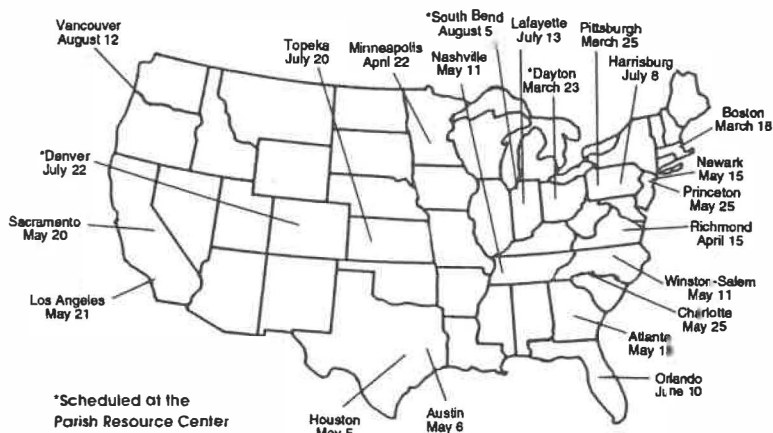 Vancouver
August 12
Topeka
July 20
Minneapolis
April 22
*South Bend
August 5
Nashville
May 11
Lafayette
July 13
*Dayton
March 23
Pittsburgh
March 25
Harrisburg
July 8
Boston
March 18
Newark
May 15
Princeton
May 25
Richmond
April 15
*Denver
July 22
Sacramento
May 20
Los Angeles
May 21
Winston-Salem
May 11
Charlotte
May 25
Atlanta
May
Orlando
June 10
*Scheduled at the
Parish Resource Center
Houston
May 5
Austin
May 6